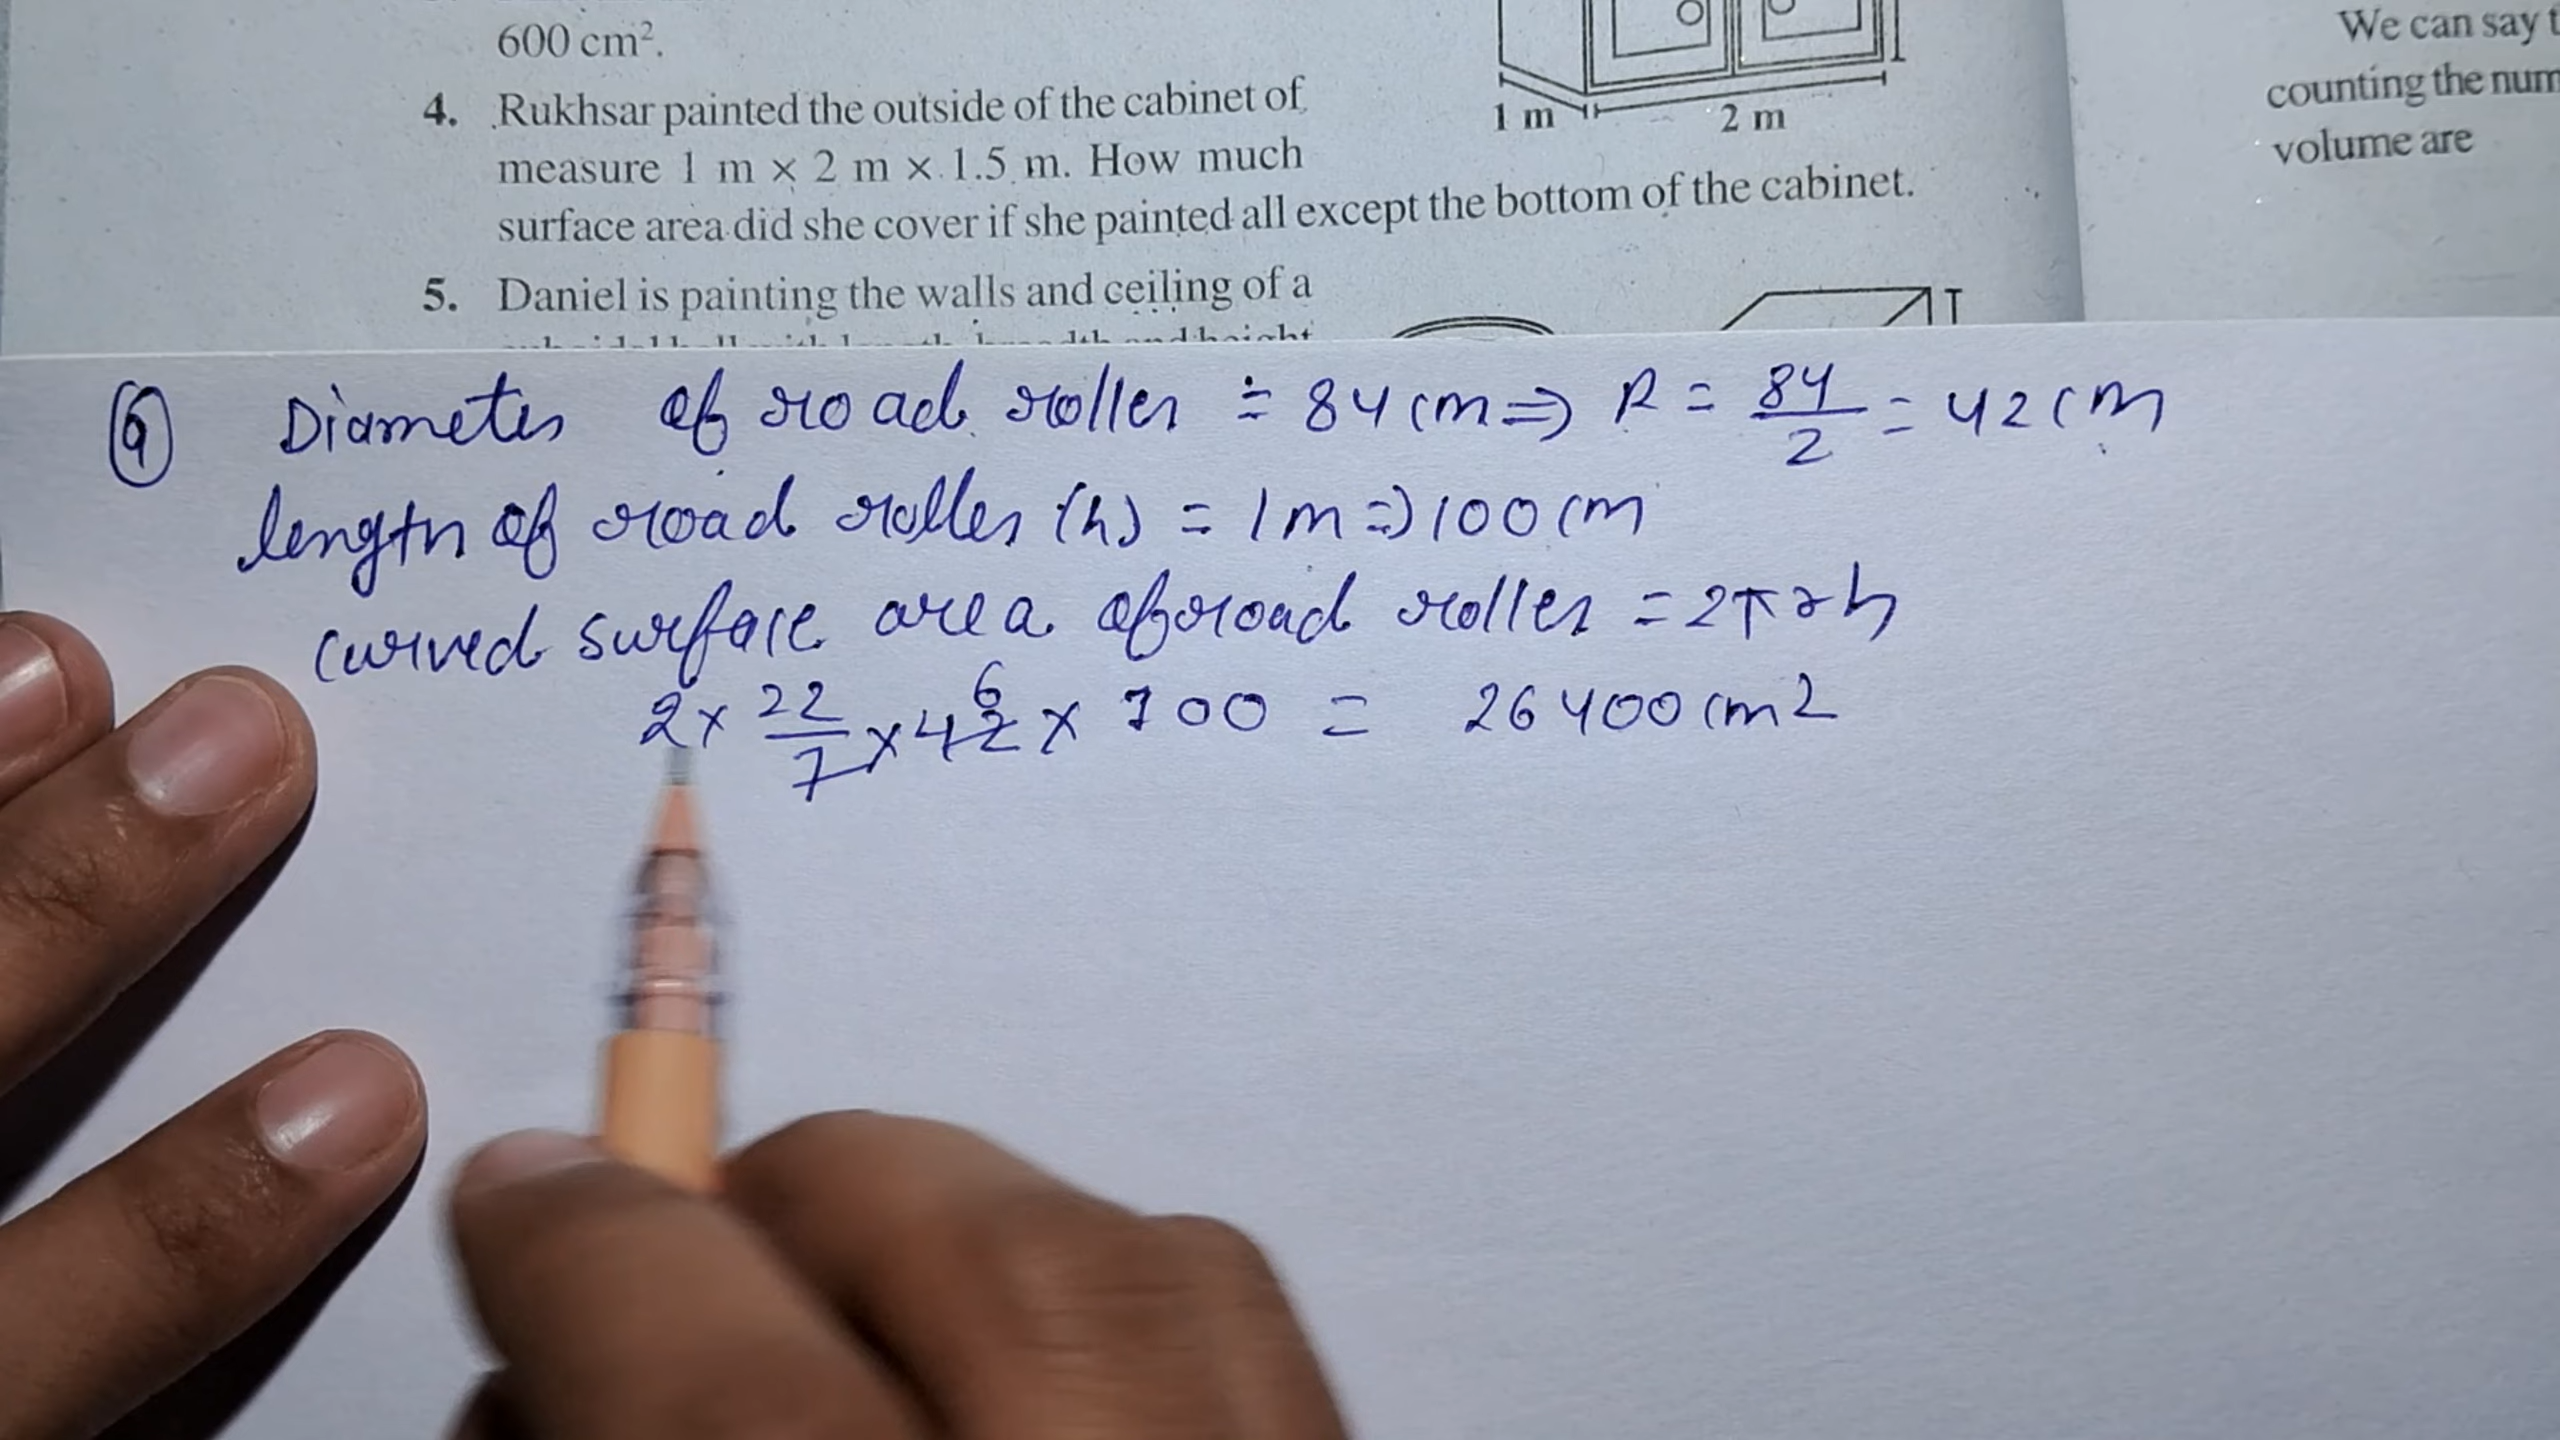 600 cm².
4. Rukhsar painted the outside of the cabinet of
measure 1 m × 2 m × 1.5 m. How much
surface area did she cover if she painted all except the bottom of the cabinet.
1 m 2 m
5. Daniel is painting the walls and ceiling of a
We can say
counting the num
volume are
9 Diameter of road roller = 84 cm ⇒ R = 84/2 = 42 cm
length of road roller (h) = 1m ⇒ 100 cm
curved surface area of road roller = 2πrh
2 × 22/7 × 42 6 × 100 = 26400 cm2